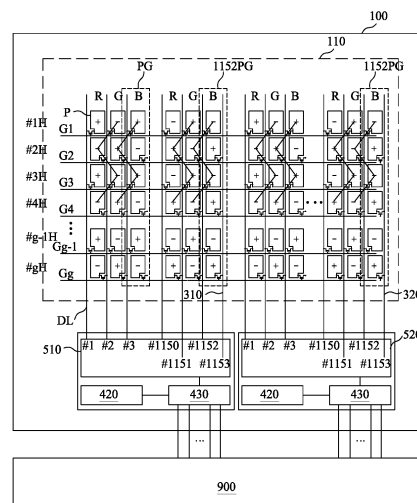 100
110
PG 1152PG 1152PG
R G B R G B R G B R G B
P
#1H G1 + - + - + - + - + - + -
#2H G2 - + - + - + - + - + - +
#3H G3 + - + - + - + - + - + -
#4H G4 - + - + - + - + - ... + - +
⋮
#g-1H Gg-1 + - + - + - + - + - + -
#gH Gg - + - + - + - + - + - +
310 320
DL
510 520
#1 #2 #3 #1150 #1152 #1 #2 #3 #1150 #1152
#1151 #1153 #1151 #1153
420 430 420 430
... ...
900